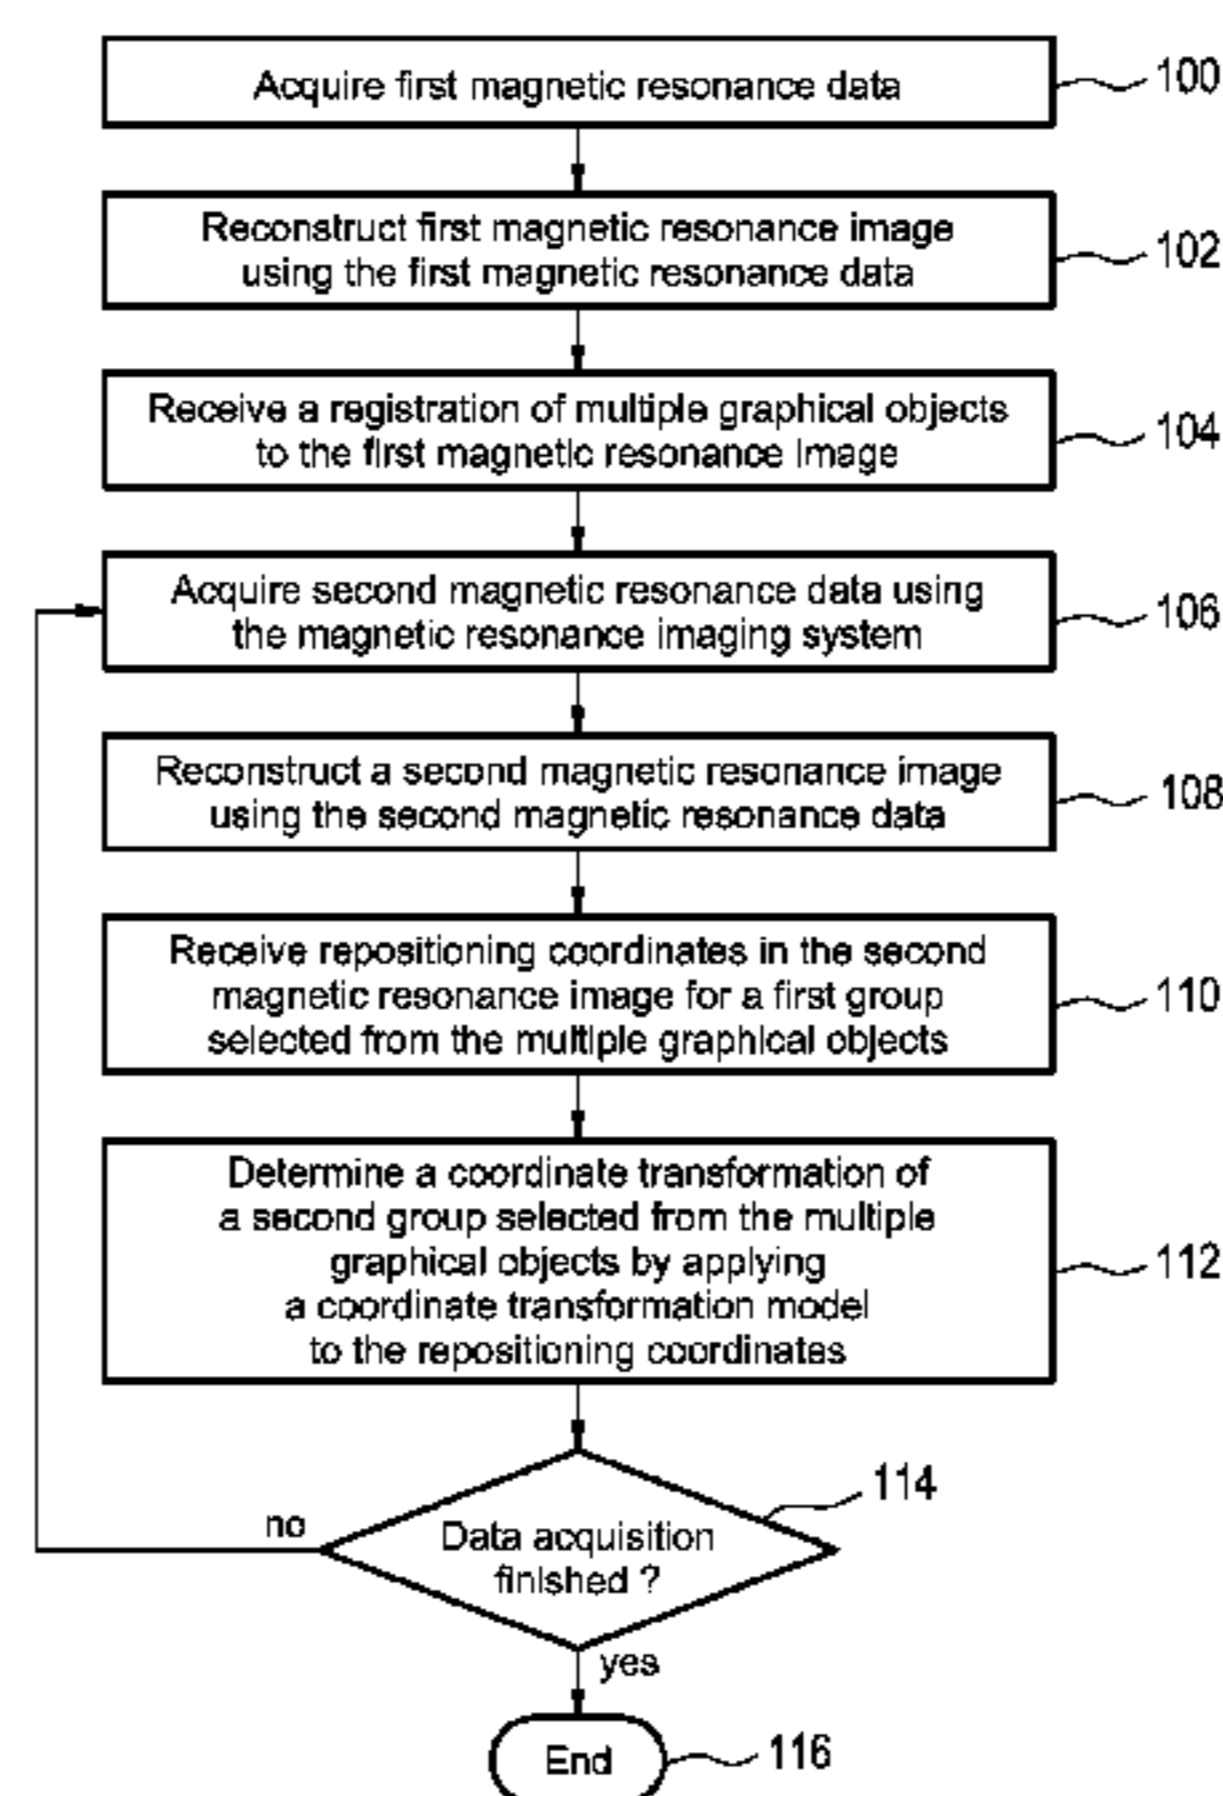 Acquire first magnetic resonance data
100
Reconstruct first magnetic resonance image
using the first magnetic resonance data
102
Receive a registration of multiple graphical objects
to the first magnetic resonance image
104
Acquire second magnetic resonance data using
the magnetic resonance imaging system
106
Reconstruct a second magnetic resonance image
using the second magnetic resonance data
108
Receive repositioning coordinates in the second
magnetic resonance image for a first group
selected from the multiple graphical objects
110
Determine a coordinate transformation of
a second group selected from the multiple
graphical objects by applying
a coordinate transformation model
to the repositioning coordinates
112
114
no
Data acquisition
finished ?
yes
End
116